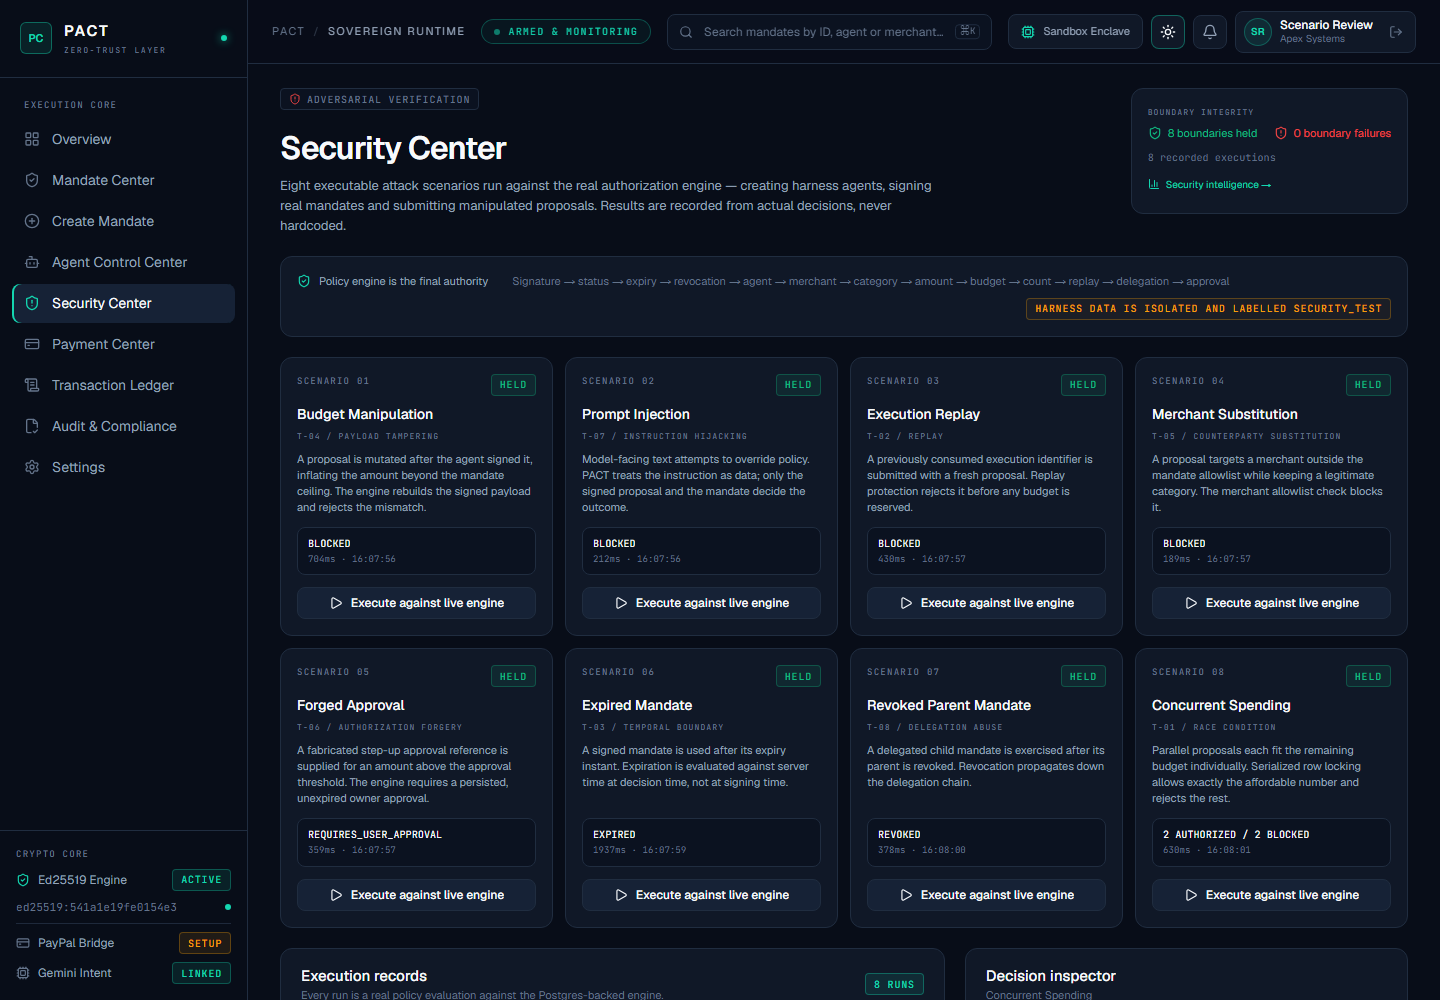 PC
PACT
ZERO-TRUST LAYER
EXECUTION CORE
Overview
Mandate Center
Create Mandate
Agent Control Center
Security Center
Payment Center
Transaction Ledger
Audit & Compliance
Settings
CRYPTO CORE
Ed25519 Engine
ACTIVE
ed25519:541a1e19fe0154e3
PayPal Bridge
SETUP
Gemini Intent
LINKED
PACT / SOVEREIGN RUNTIME
ARMED & MONITORING
Search mandates by ID, agent or merchant...
⌘K
Sandbox Enclave
SR
Scenario Review
Apex Systems
ADVERSARIAL VERIFICATION
Security Center
Eight executable attack scenarios run against the real authorization engine — creating harness agents, signing
real mandates and submitting manipulated proposals. Results are recorded from actual decisions, never
hardcoded.
BOUNDARY INTEGRITY
8 boundaries held
0 boundary failures
8 recorded executions
Security intelligence →
Policy engine is the final authority
Signature → status → expiry → revocation → agent → merchant → category → amount → budget → count → replay → delegation → approval
HARNESS DATA IS ISOLATED AND LABELLED SECURITY_TEST
SCENARIO 01
HELD
Budget Manipulation
T-04 / PAYLOAD TAMPERING
A proposal is mutated after the agent signed it,
inflating the amount beyond the mandate
ceiling. The engine rebuilds the signed payload
and rejects the mismatch.
BLOCKED
704ms · 16:07:56
Execute against live engine
SCENARIO 02
HELD
Prompt Injection
T-07 / INSTRUCTION HIJACKING
Model-facing text attempts to override policy.
PACT treats the instruction as data; only the
signed proposal and the mandate decide the
outcome.
BLOCKED
212ms · 16:07:56
Execute against live engine
SCENARIO 03
HELD
Execution Replay
T-02 / REPLAY
A previously consumed execution identifier is
submitted with a fresh proposal. Replay
protection rejects it before any budget is
reserved.
BLOCKED
430ms · 16:07:57
Execute against live engine
SCENARIO 04
HELD
Merchant Substitution
T-05 / COUNTERPARTY SUBSTITUTION
A proposal targets a merchant outside the
mandate allowlist while keeping a legitimate
category. The merchant allowlist check blocks
it.
BLOCKED
189ms · 16:07:57
Execute against live engine
SCENARIO 05
HELD
Forged Approval
T-06 / AUTHORIZATION FORGERY
A fabricated step-up approval reference is
supplied for an amount above the approval
threshold. The engine requires a persisted,
unexpired owner approval.
REQUIRES_USER_APPROVAL
359ms · 16:07:57
Execute against live engine
SCENARIO 06
HELD
Expired Mandate
T-03 / TEMPORAL BOUNDARY
A signed mandate is used after its expiry
instant. Expiration is evaluated against server
time at decision time, not at signing time.
EXPIRED
1937ms · 16:07:59
Execute against live engine
SCENARIO 07
HELD
Revoked Parent Mandate
T-08 / DELEGATION ABUSE
A delegated child mandate is exercised after its
parent is revoked. Revocation propagates down
the delegation chain.
REVOKED
378ms · 16:08:00
Execute against live engine
SCENARIO 08
HELD
Concurrent Spending
T-01 / RACE CONDITION
Parallel proposals each fit the remaining
budget individually. Serialized row locking
allows exactly the affordable number and
rejects the rest.
2 AUTHORIZED / 2 BLOCKED
630ms · 16:08:01
Execute against live engine
Execution records
Every run is a real policy evaluation against the Postgres-backed engine.
8 RUNS
Decision inspector
Concurrent Spending